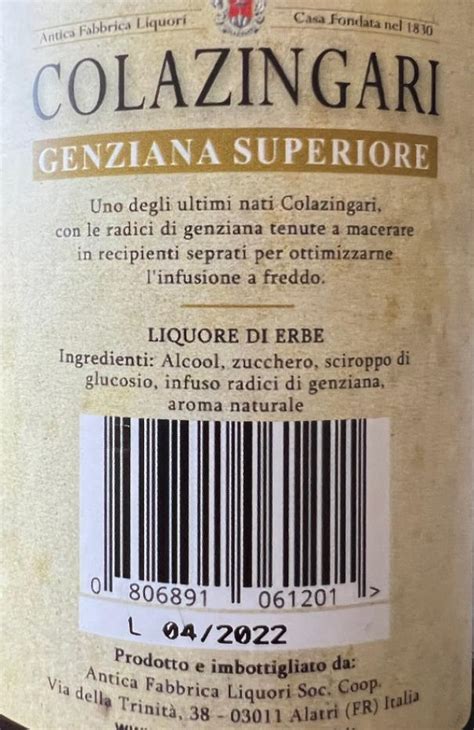 Antica Fabbrica Liquori Casa Fondata nel 1830
COLAZINGARI
GENZIANA SUPERIORE
Uno degli ultimi nati Colazingari,
con le radici di genziana tenute a macerare
in recipienti seprati per ottimizzarne
l'infusione a freddo.
LIQUORE DI ERBE
Ingredienti: Alcool, zucchero, sciroppo di
glucosio, infuso radici di genziana,
aroma naturale
0 806891 061201 >
L 04/2022
Prodotto e imbottigliato da:
Antica Fabbrica Liquori Soc. Coop.
Via della Trinità, 38 - 03011 Alatri (FR) Italia